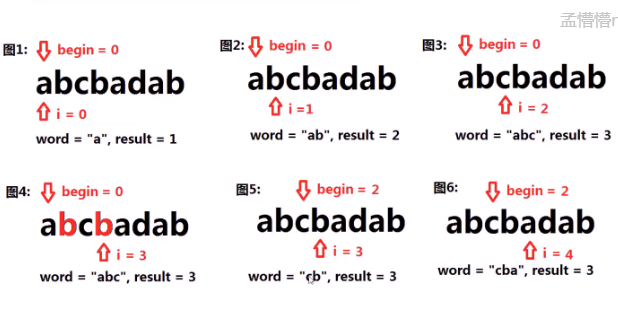 孟懵懵r
图1: begin = 0
abcbadab
i = 0
word = "a", result = 1
图2: begin = 0
abcbadab
i =1
word = "ab", result = 2
图3: begin = 0
abcbadab
i = 2
word = "abc", result = 3
图4: begin = 0
abcbadab
i = 3
word = "abc", result = 3
图5: begin = 2
abcbadab
i = 3
word = "cb", result = 3
图6: begin = 2
abcbadab
i = 4
word = "cba", result = 3